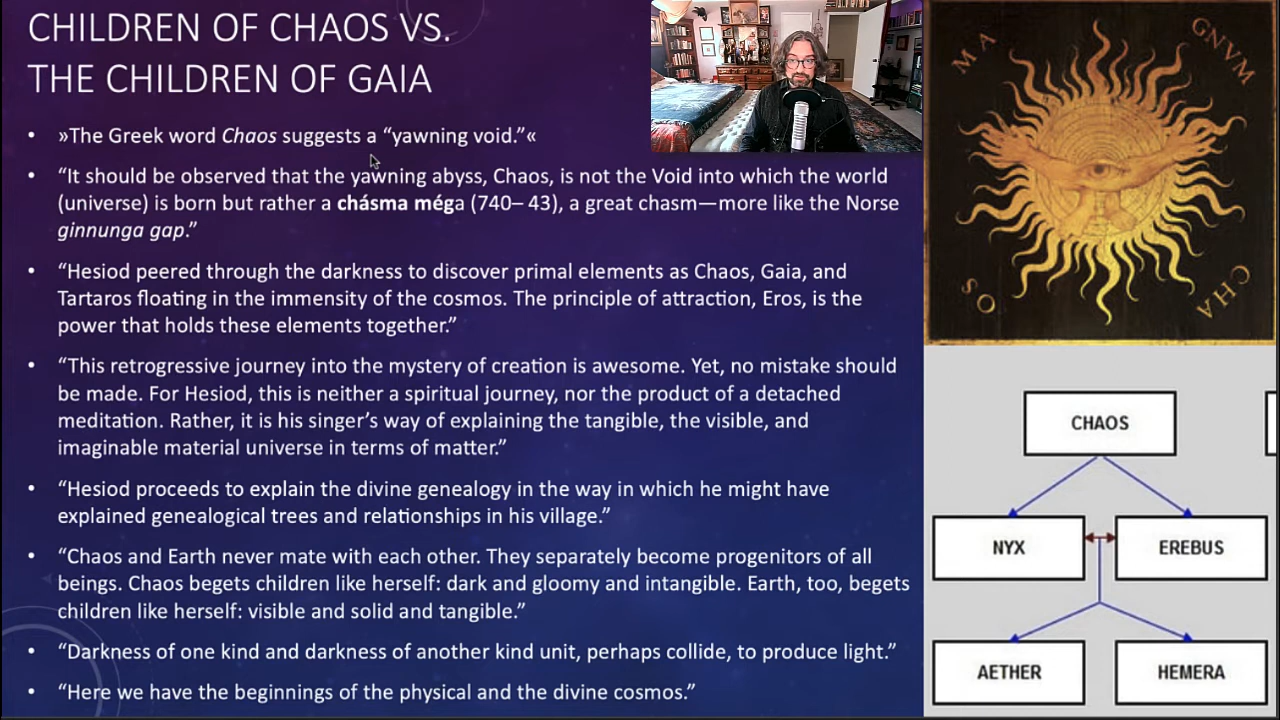 CHILDREN OF CHAOS VS.
THE CHILDREN OF GAIA
• »The Greek word Chaos suggests a “yawning void.”«
• “It should be observed that the yawning abyss, Chaos, is not the Void into which the world
(universe) is born but rather a chásma méga (740– 43), a great chasm—more like the Norse
ginnunga gap.”
• “Hesiod peered through the darkness to discover primal elements as Chaos, Gaia, and
Tartaros floating in the immensity of the cosmos. The principle of attraction, Eros, is the
power that holds these elements together.”
• “This retrogressive journey into the mystery of creation is awesome. Yet, no mistake should
be made. For Hesiod, this is neither a spiritual journey, nor the product of a detached
meditation. Rather, it is his singer’s way of explaining the tangible, the visible, and
imaginable material universe in terms of matter.”
• “Hesiod proceeds to explain the divine genealogy in the way in which he might have
explained genealogical trees and relationships in his village.”
• “Chaos and Earth never mate with each other. They separately become progenitors of all
beings. Chaos begets children like herself: dark and gloomy and intangible. Earth, too, begets
children like herself: visible and solid and tangible.”
• “Darkness of one kind and darkness of another kind unit, perhaps collide, to produce light.”
• “Here we have the beginnings of the physical and the divine cosmos.”
MA GNVM
OS CHA
CHAOS
NYX EREBUS
AETHER HEMERA